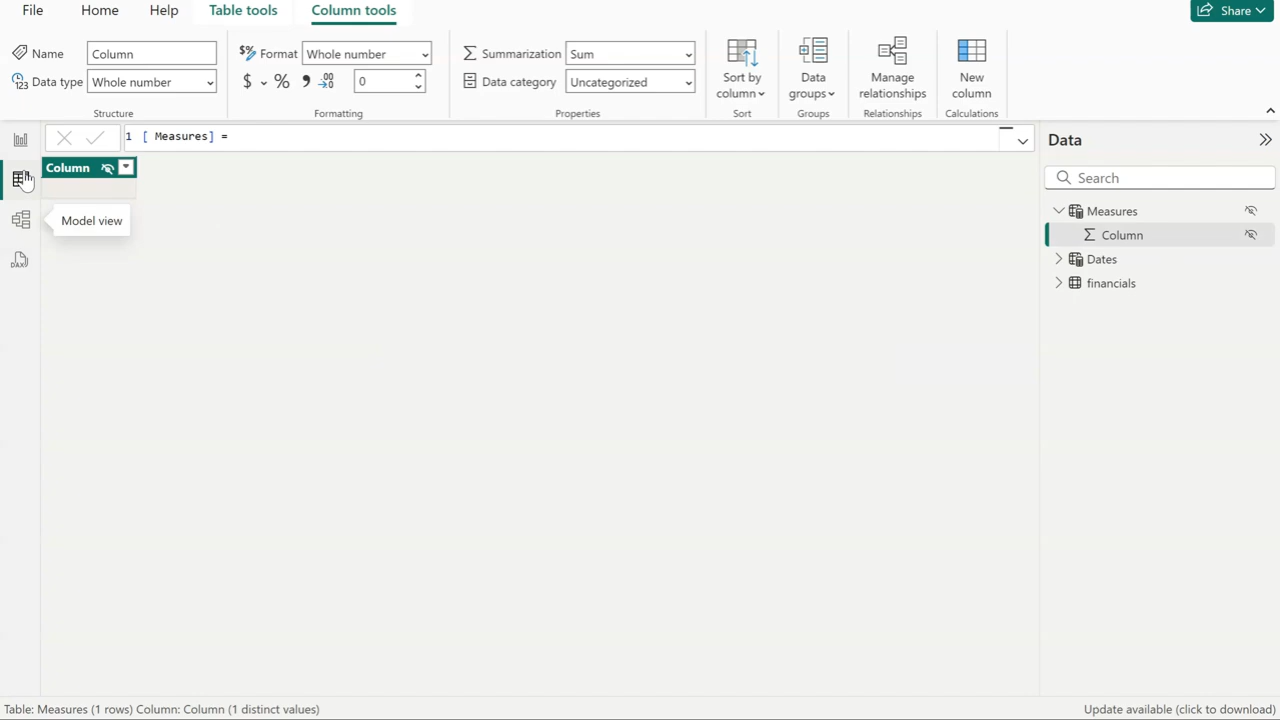 File Home Help Table tools Column tools Share
Name Column
Data type Whole number
Structure
Format Whole number
$ % 9 .00 0
Formatting
Summarization Sum
Data category Uncategorized
Properties
Sort by
column
Sort
Data
groups
Groups
Manage
relationships
Relationships
New
column
Calculations
1 [ Measures] =
Column
Model view
DAX
Data
Search
Measures
Column
Dates
financials
Table: Measures (1 rows) Column: Column (1 distinct values)
Update available (click to download)